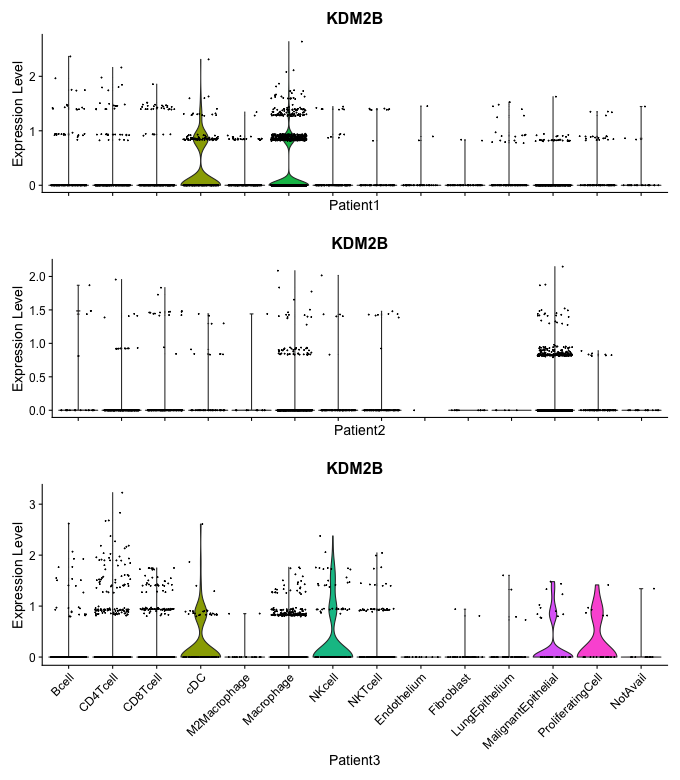 KDM2B
Expression Level
2
1
0
Patient1
KDM2B
Expression Level
2.0
1.5
1.0
0.5
0.0
Patient2
KDM2B
Expression Level
3
2
1
0
Bcell
CD4Tcell
CD8Tcell
cDC
M2Macrophage
Macrophage
NKcell
NKTcell
Endothelium
Fibroblast
LungEpithelium
MalignantEpithelial
ProliferatingCell
NotAvail
Patient3